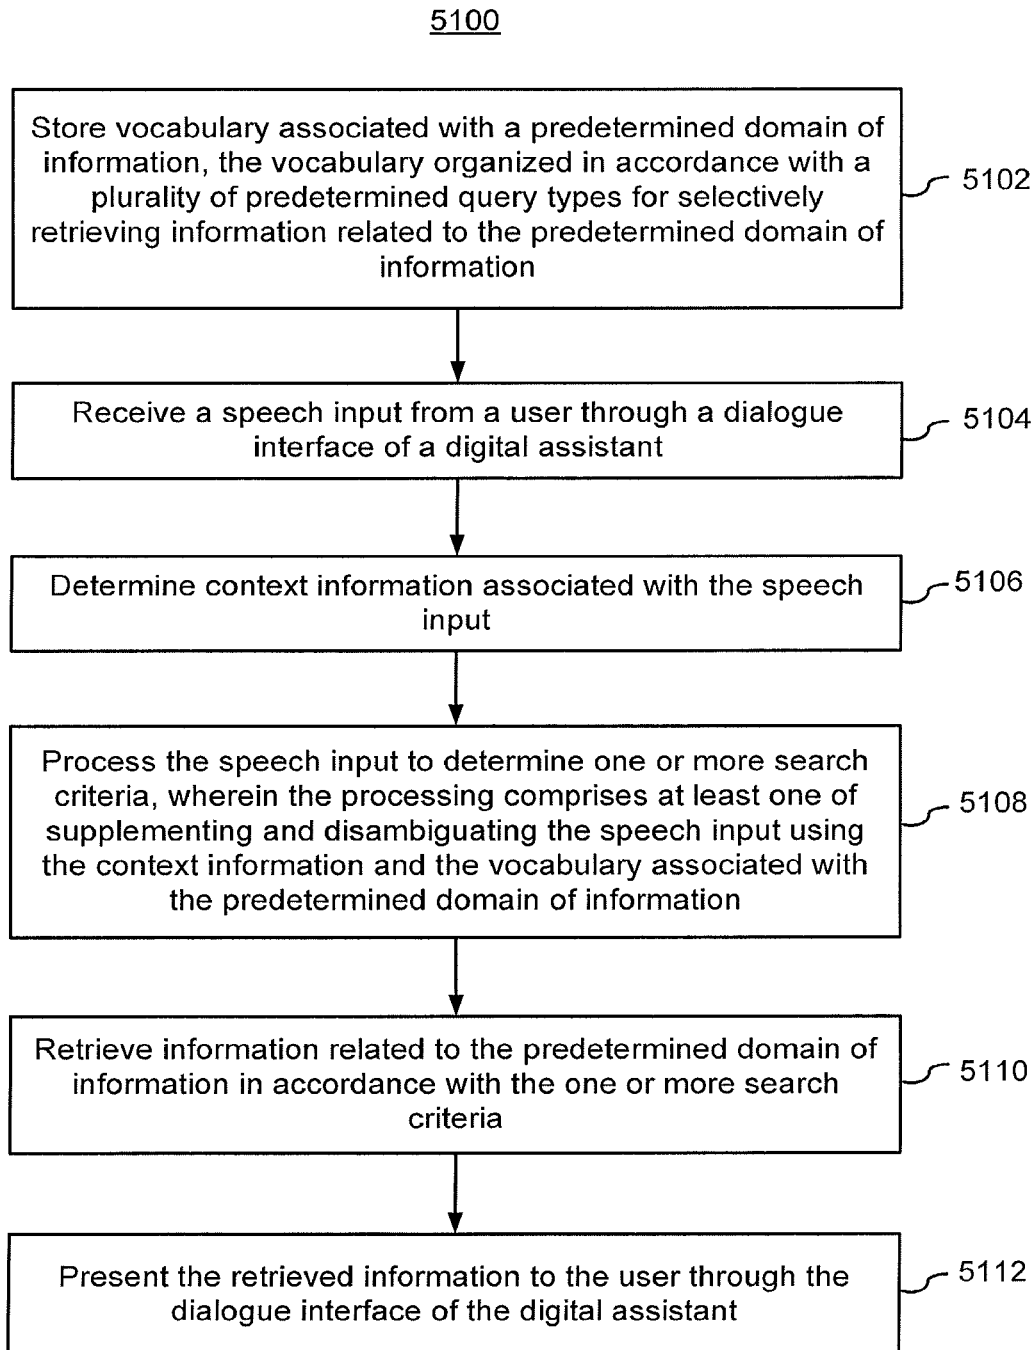 5100
Store vocabulary associated with a predetermined domain of
information, the vocabulary organized in accordance with a
plurality of predetermined query types for selectively
retrieving information related to the predetermined domain of
information
5102
Receive a speech input from a user through a dialogue
interface of a digital assistant
5104
Determine context information associated with the speech
input
5106
Process the speech input to determine one or more search
criteria, wherein the processing comprises at least one of
supplementing and disambiguating the speech input using
the context information and the vocabulary associated with
the predetermined domain of information
5108
Retrieve information related to the predetermined domain of
information in accordance with the one or more search
criteria
5110
Present the retrieved information to the user through the
dialogue interface of the digital assistant
5112